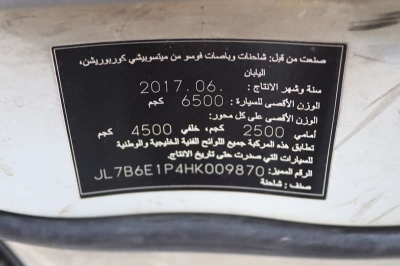 صنعت من قبل: شاحنات وباصات فوسو من ميتسوبيشي كوربوريشن،
اليابان
سنة وشهر الانتاج : 2017.06.
الوزن الأقصى للسيارة : 6500 كجم
الوزن الأقصى على كل محور:
أمامي 2500 كجم، خلفي 4500 كجم
تطابق هذه المركبة جميع اللوائح الفنية الخليجية والوطنية
للسيارات التي صدرت حتى تاريخ الانتاج.
الرقم المميز: JL7B6E1P4HK009870
صنف : شاحنة